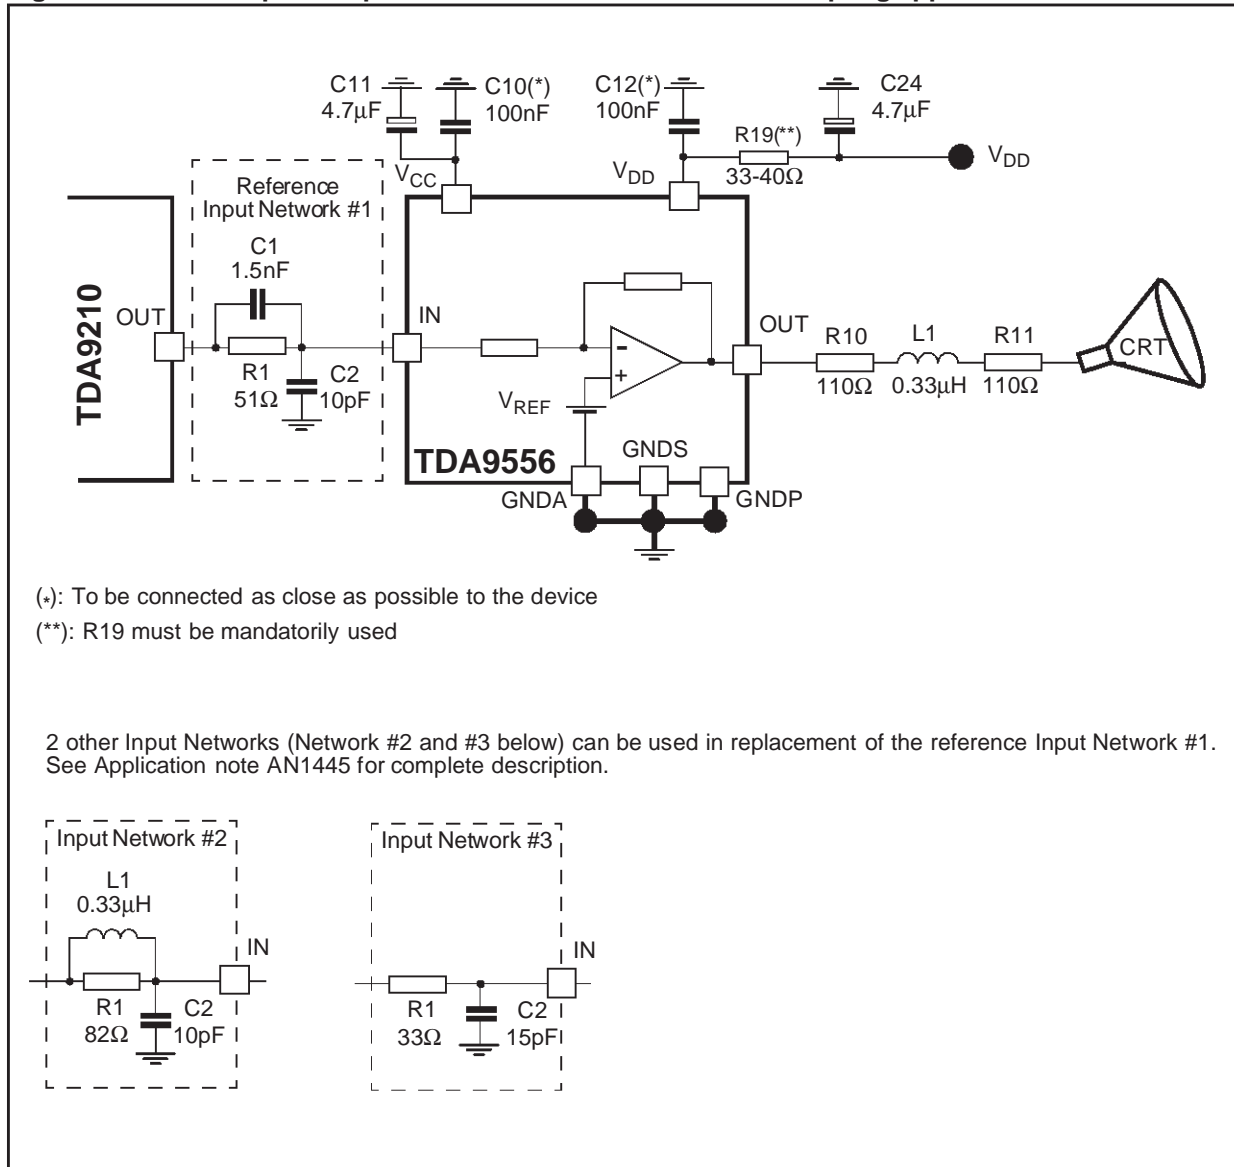 C11
4.7µF
C10(*)
100nF
C12(*)
100nF
C24
4.7µF
R19(**)
33-40Ω
VDD
VCC
VDD
Reference
Input Network #1
C1
1.5nF
TDA9210
OUT
R1
51Ω
C2
10pF
IN
VREF
TDA9556
OUT
R10
110Ω
L1
0.33µH
R11
110Ω
CRT
GNDS
GNDA
GNDP
(*): To be connected as close as possible to the device
(**): R19 must be mandatorily used
2 other Input Networks (Network #2 and #3 below) can be used in replacement of the reference Input Network #1.
See Application note AN1445 for complete description.
Input Network #2
L1
0.33µH
IN
R1
82Ω
C2
10pF
Input Network #3
IN
R1
33Ω
C2
15pF